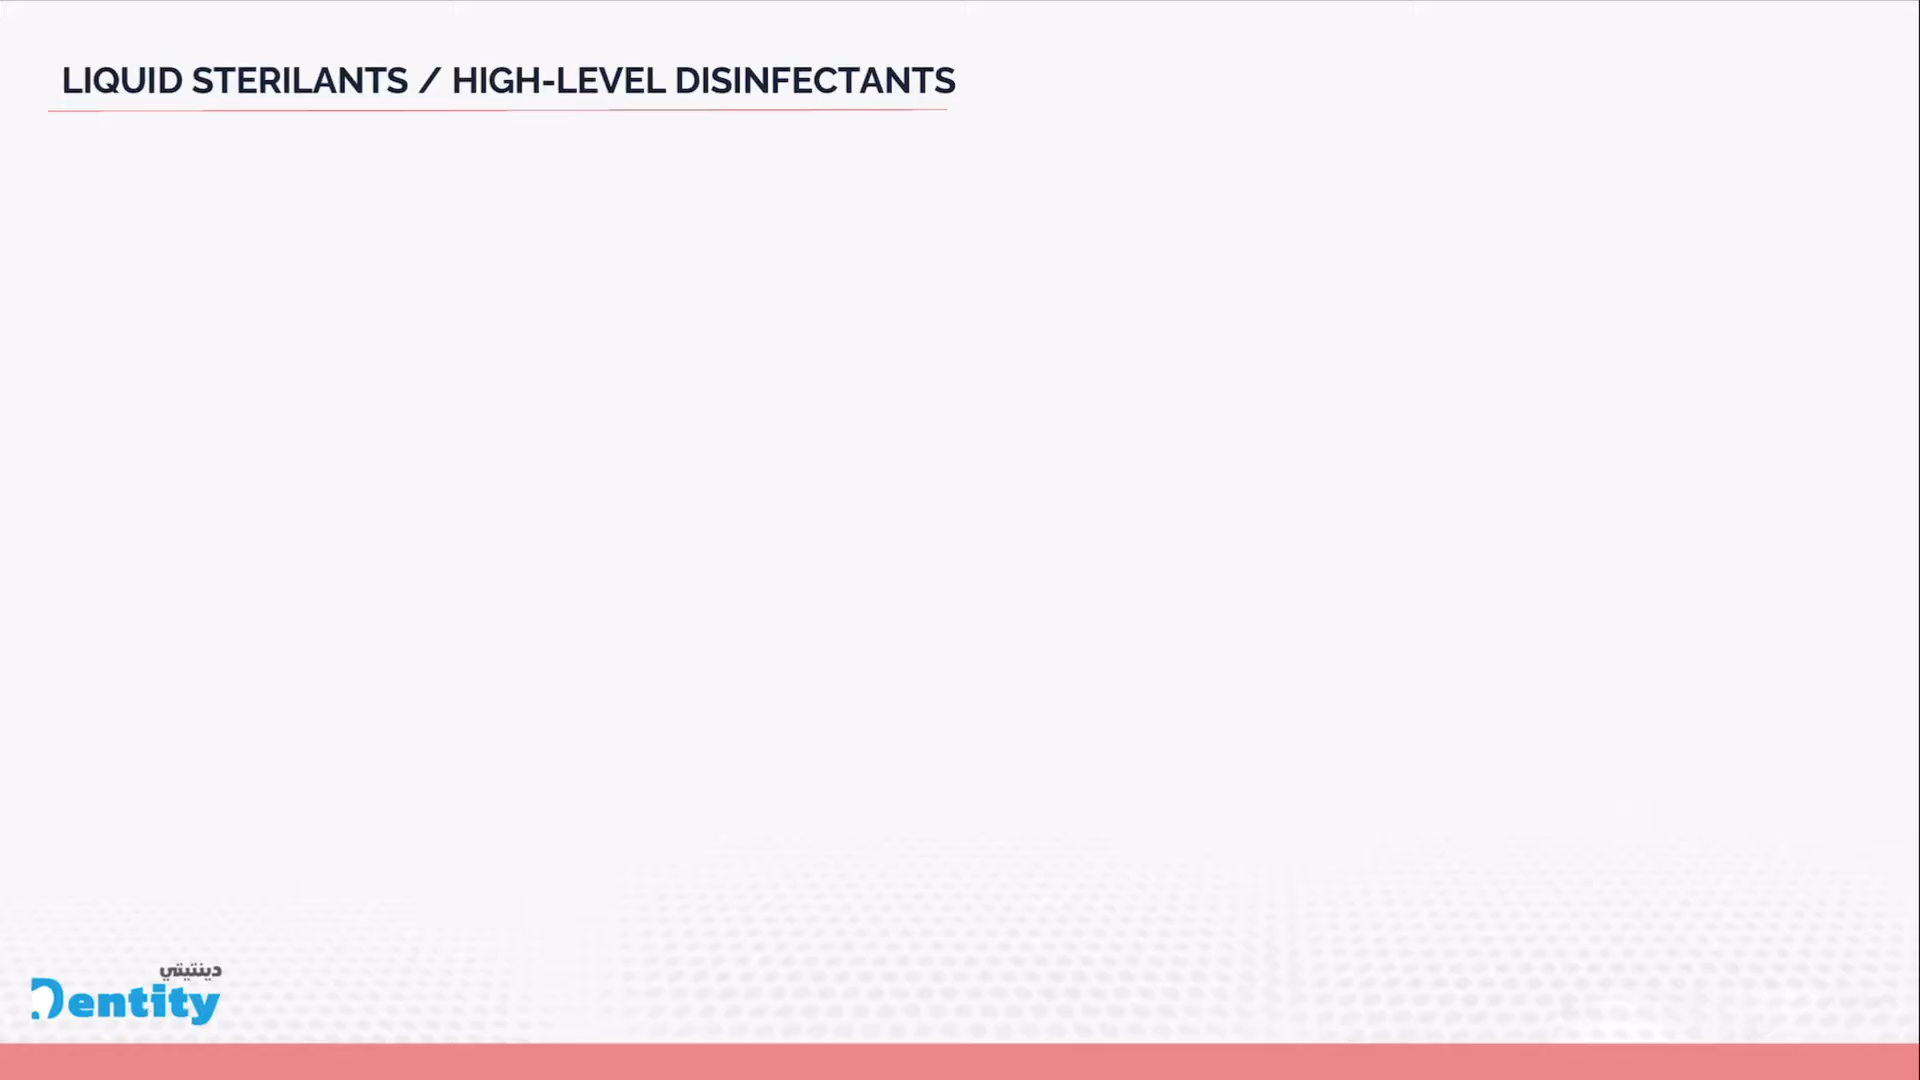 LIQUID STERILANTS / HIGH-LEVEL DISINFECTANTS
دينتيتي
Dentity